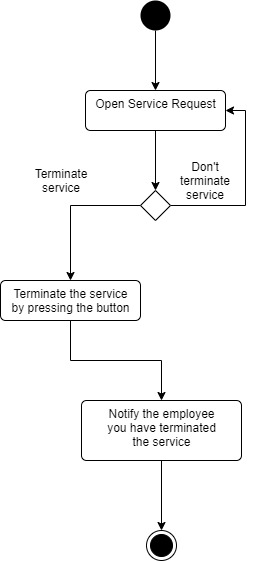 Open Service Request
Terminate
service
Don't
terminate
service
Terminate the service
by pressing the button
Notify the employee
you have terminated
the service